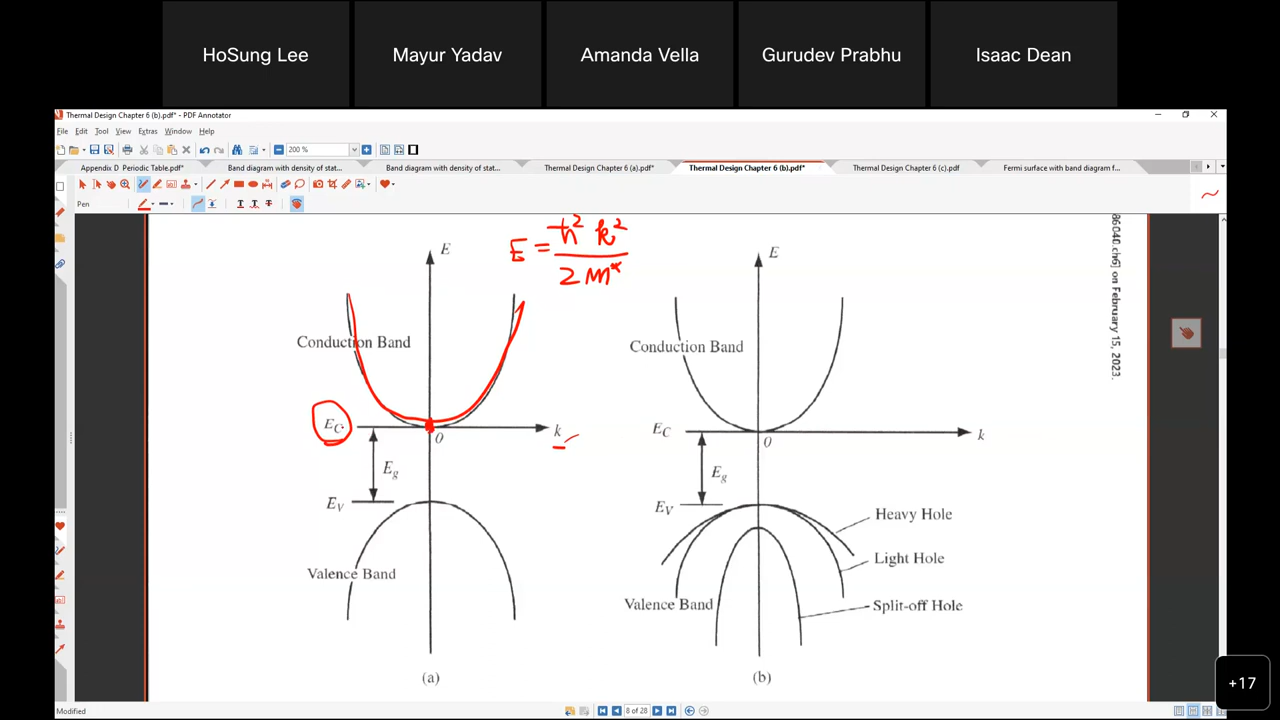 HoSung Lee
Mayur Yadav
Amanda Vella
Gurudev Prabhu
Isaac Dean
Thermal Design Chapter 6 (b).pdf* - PDF Annotator
File Edit Tool View Extras Window Help
200 %
Appendix D Periodic Table.pdf*
Band diagram with density of stat...
Band diagram with density of stat...
Thermal Design Chapter 6 (a).pdf*
Thermal Design Chapter 6 (b).pdf*
Thermal Design Chapter 6 (c).pdf
Fermi surface with band diagram f...
Pen
E = ħ² k² / 2 m*
E
Conduction Band
E_C
0
k
E_g
E_V
Valence Band
(a)
E
Conduction Band
E_C
0
k
E_g
E_V
Heavy Hole
Light Hole
Valence Band
Split-off Hole
(b)
86040.ch6] on February 15, 2023.
+17
Modified
8 of 28